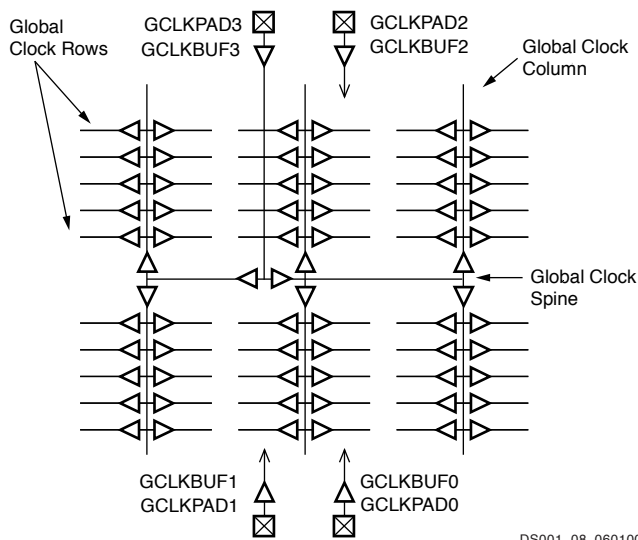 Global
Clock Rows
GCLKPAD3
GCLKBUF3
GCLKPAD2
GCLKBUF2
Global Clock
Column
Global Clock
Spine
GCLKBUF1
GCLKPAD1
GCLKBUF0
GCLKPAD0